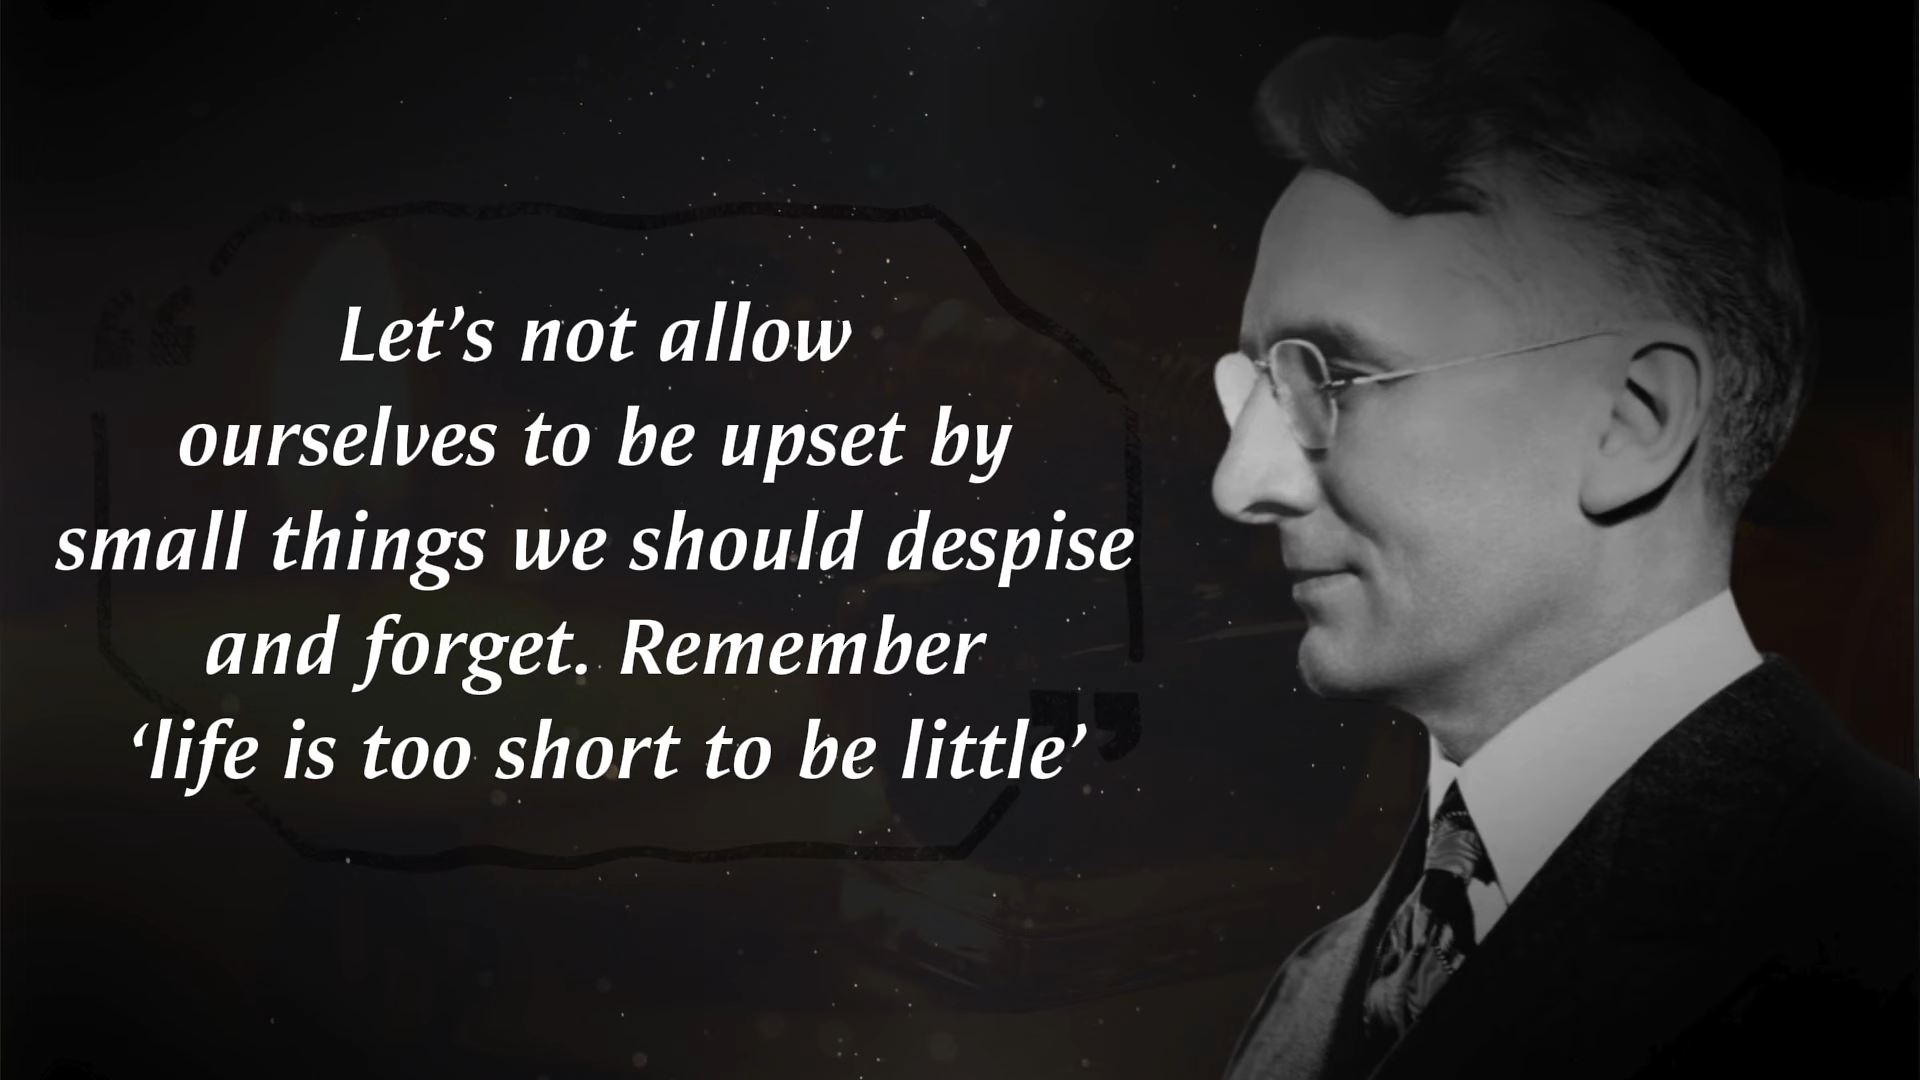 Let’s not allow
ourselves to be upset by
small things we should despise
and forget. Remember
‘life is too short to be little’